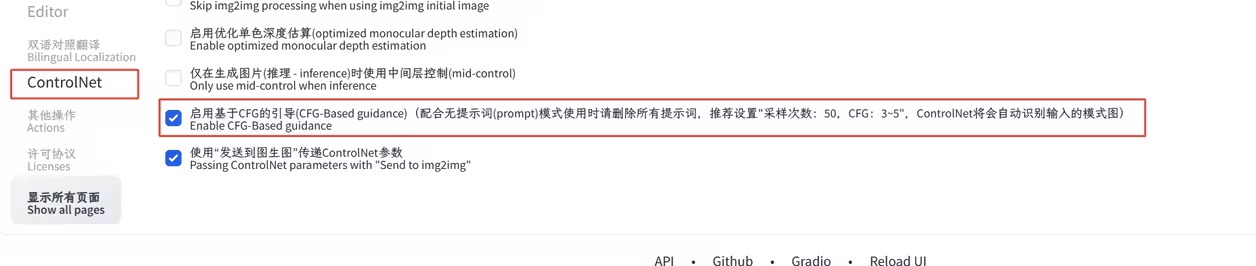 Editor
双语对照翻译
Bilingual Localization
ControlNet
其他操作
Actions
许可协议
Licenses
显示所有页面
Show all pages
Skip img2img processing when using img2img initial image
启用优化单色深度估算(optimized monocular depth estimation)
Enable optimized monocular depth estimation
仅在生成图片(推理 - inference)时使用中间层控制(mid-control)
Only use mid-control when inference
启用基于CFG的引导(CFG-Based guidance)（配合无提示词(prompt)模式使用时请删除所有提示词，推荐设置"采样次数：50，CFG：3~5"，ControlNet将会自动识别输入的模式图）
Enable CFG-Based guidance
使用“发送到图生图”传递ControlNet参数
Passing ControlNet parameters with "Send to img2img"
API • Github • Gradio • Reload UI